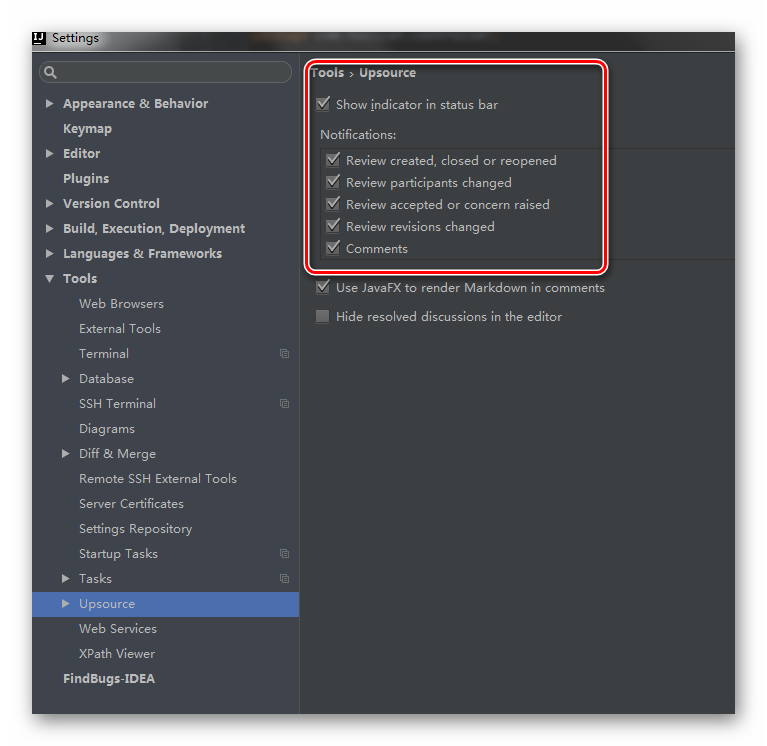 IJ Settings
Appearance & Behavior
Keymap
Editor
Plugins
Version Control
Build, Execution, Deployment
Languages & Frameworks
Tools
Web Browsers
External Tools
Terminal
Database
SSH Terminal
Diagrams
Diff & Merge
Remote SSH External Tools
Server Certificates
Settings Repository
Startup Tasks
Tasks
Upsource
Web Services
XPath Viewer
FindBugs-IDEA
Tools › Upsource
Show indicator in status bar
Notifications:
Review created, closed or reopened
Review participants changed
Review accepted or concern raised
Review revisions changed
Comments
Use JavaFX to render Markdown in comments
Hide resolved discussions in the editor